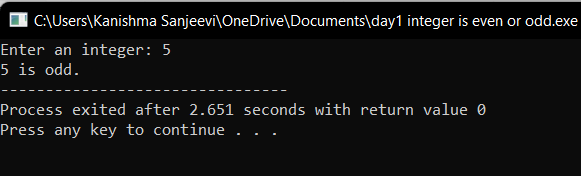 C:\Users\Kanishma Sanjeevi\OneDrive\Documents\day1 integer is even or odd.exe
Enter an integer: 5
5 is odd.
--------------------------------
Process exited after 2.651 seconds with return value 0
Press any key to continue . . .